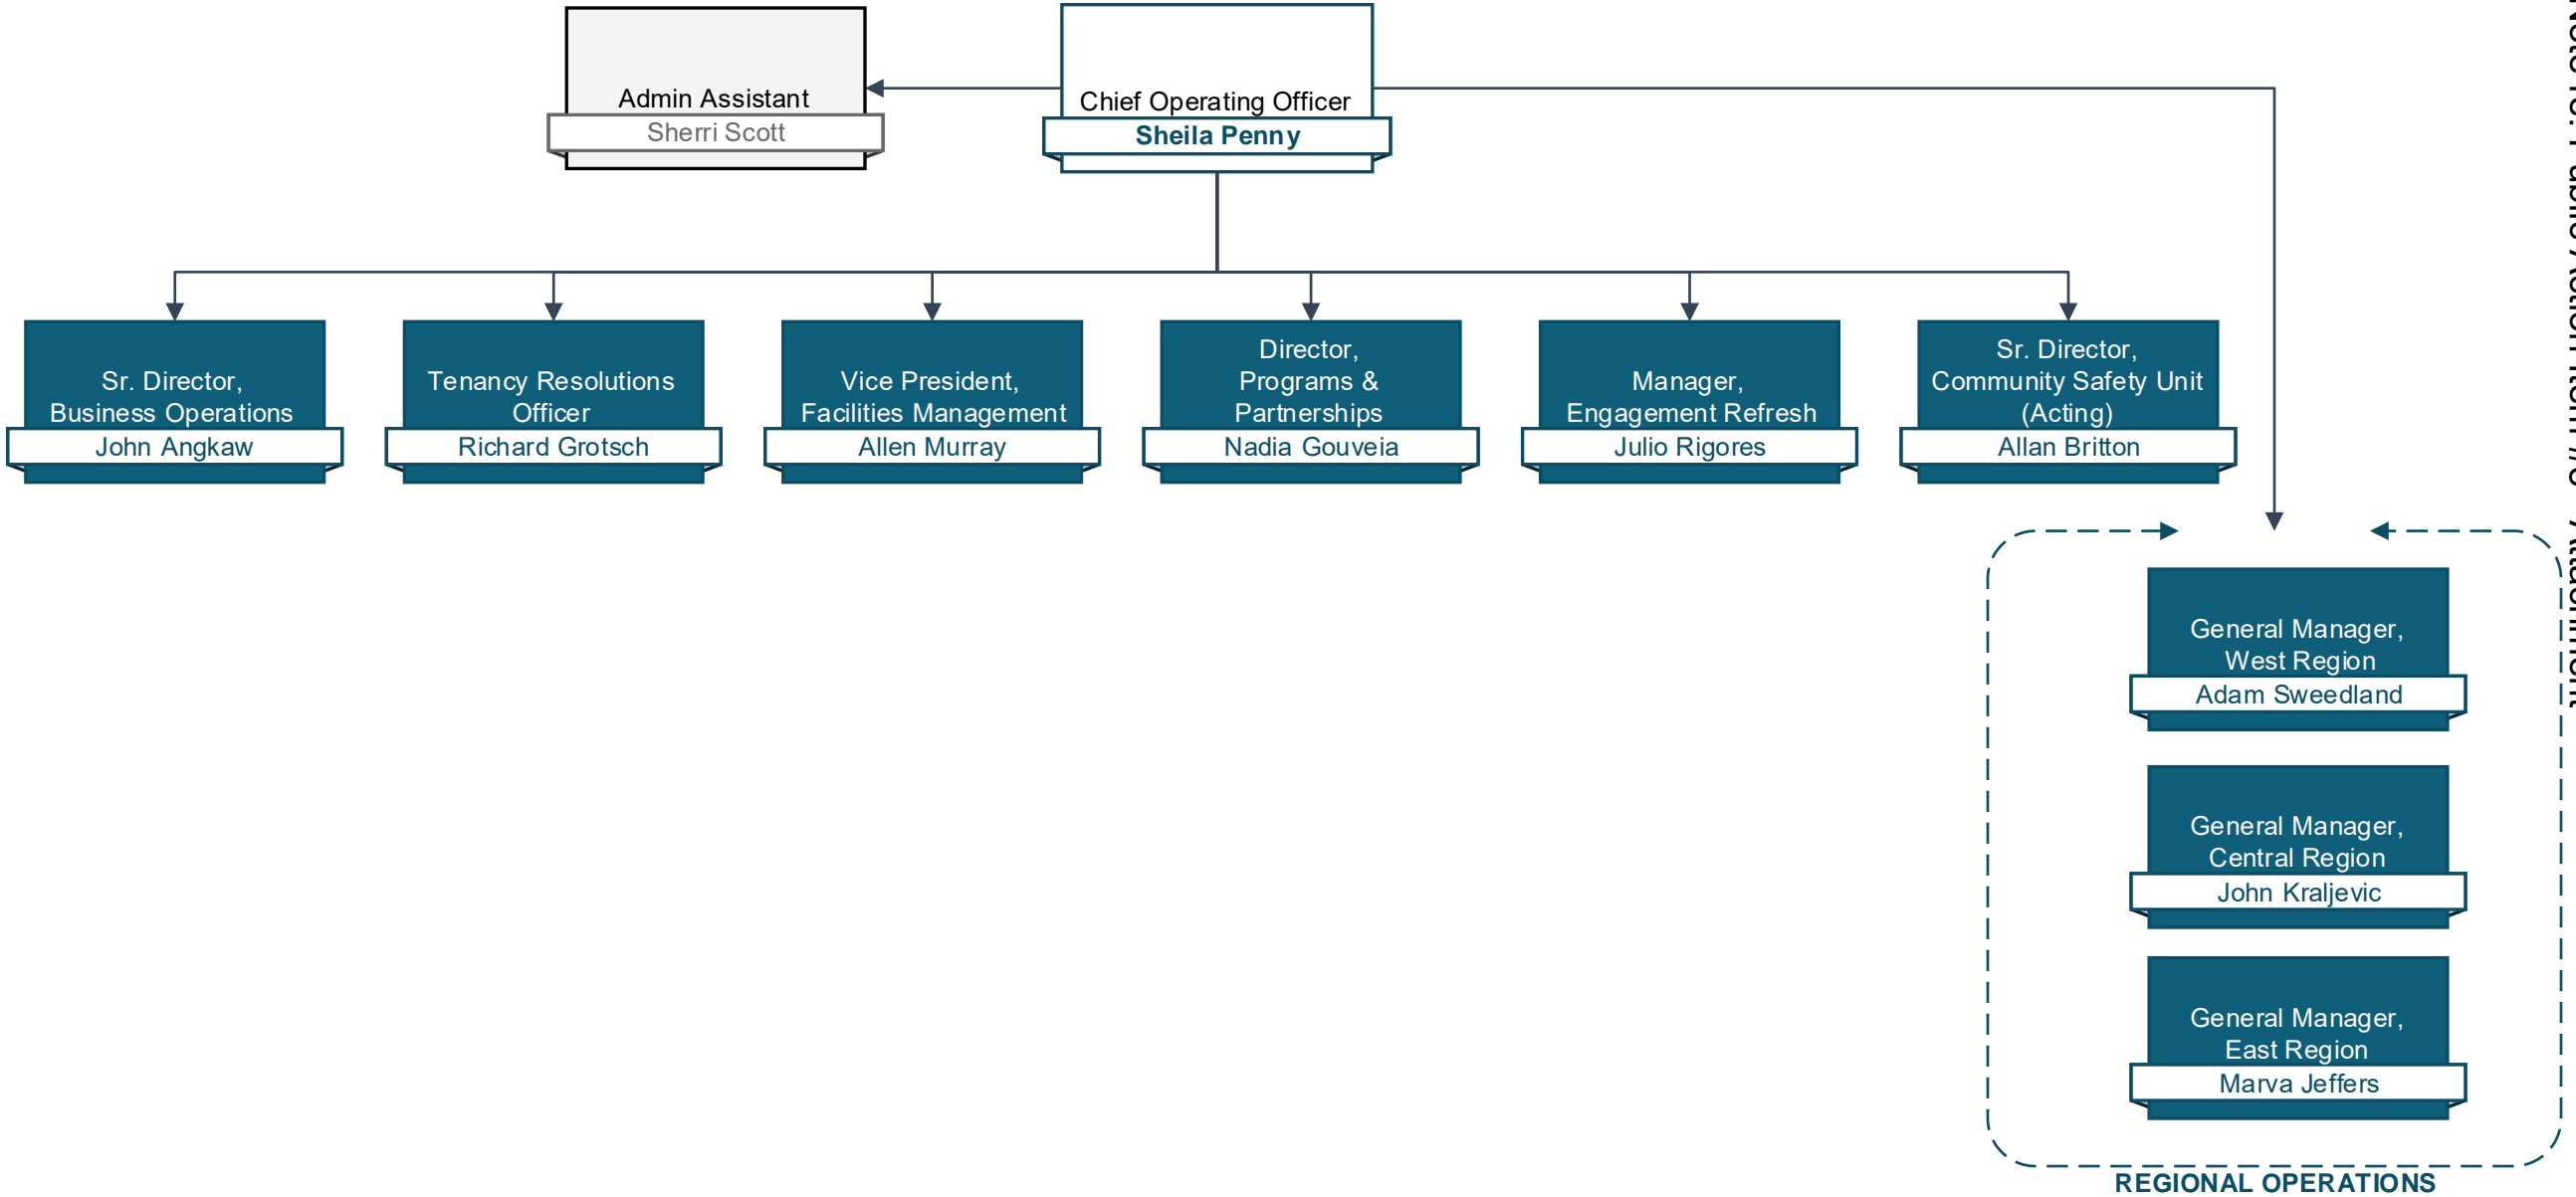 Admin Assistant
Sherri Scott
Chief Operating Officer
Sheila Penny
Sr. Director,
Business Operations
John Angkaw
Tenancy Resolutions
Officer
Richard Grotsch
Vice President,
Facilities Management
Allen Murray
Director,
Programs &
Partnerships
Nadia Gouveia
Manager,
Engagement Refresh
Julio Rigores
Sr. Director,
Community Safety Unit
(Acting)
Allan Britton
General Manager,
West Region
Adam Sweedland
General Manager,
Central Region
John Kraljevic
General Manager,
East Region
Marva Jeffers
REGIONAL OPERATIONS